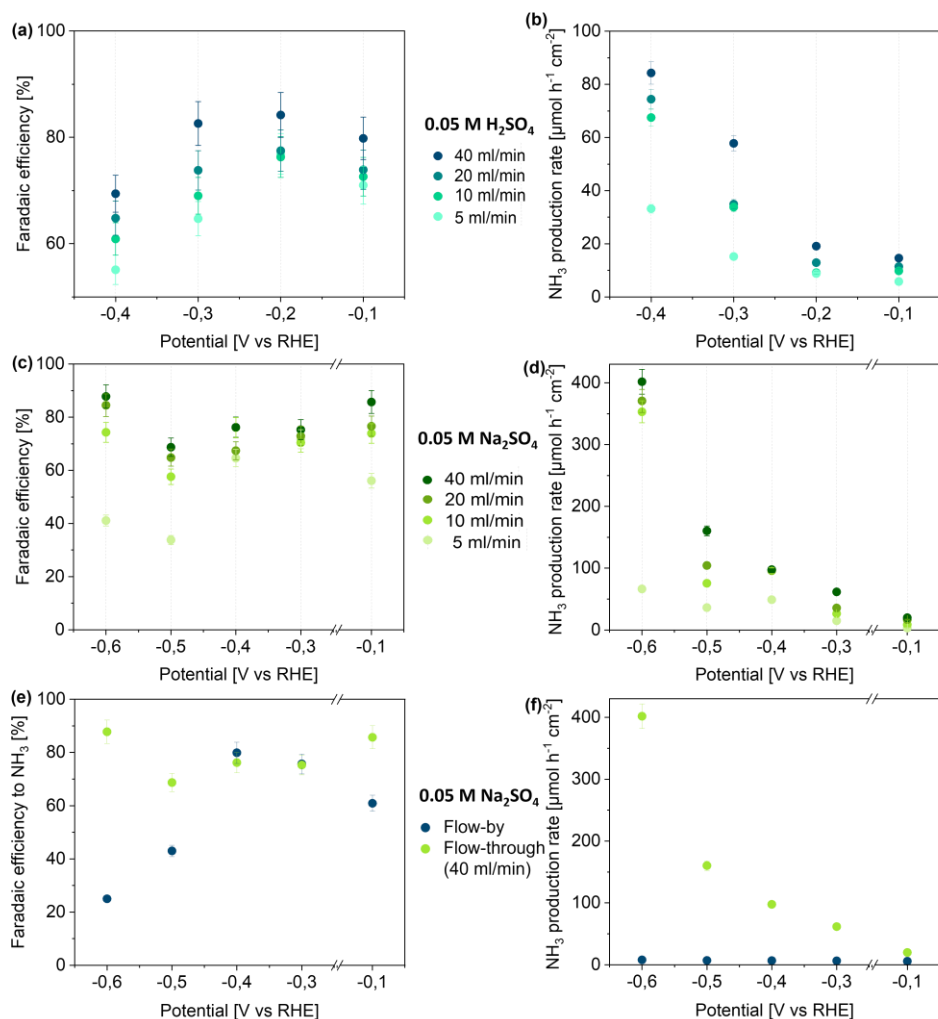 (a)
Faradaic efficiency [%]
100
80
60
-0,4 -0,3 -0,2 -0,1
Potential [V vs RHE]
0.05 M H₂SO₄
40 ml/min
20 ml/min
10 ml/min
5 ml/min
(b)
NH₃ production rate [µmol h⁻¹ cm⁻²]
100
80
60
40
20
0
-0,4 -0,3 -0,2 -0,1
Potential [V vs RHE]
(c)
Faradaic efficiency [%]
100
80
60
40
20
0
-0,6 -0,5 -0,4 -0,3 -0,1
Potential [V vs RHE]
0.05 M Na₂SO₄
40 ml/min
20 ml/min
10 ml/min
5 ml/min
(d)
NH₃ production rate [µmol h⁻¹ cm⁻²]
400
300
200
100
0
-0,6 -0,5 -0,4 -0,3 -0,1
Potential [V vs RHE]
(e)
Faradaic efficiency to NH₃ [%]
100
80
60
40
20
0
-0,6 -0,5 -0,4 -0,3 -0,1
Potential [V vs RHE]
0.05 M Na₂SO₄
Flow-by
Flow-through
(40 ml/min)
(f)
NH₃ production rate [µmol h⁻¹ cm⁻²]
400
300
200
100
0
-0,6 -0,5 -0,4 -0,3 -0,1
Potential [V vs RHE]